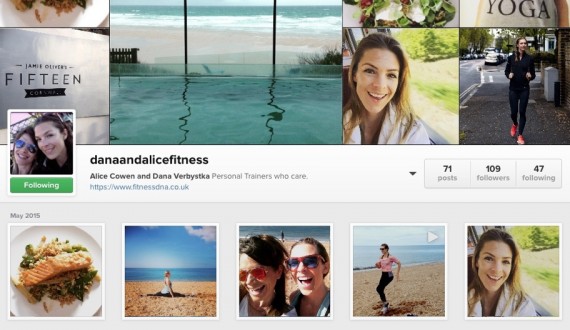 YOGA
JAMIE OLIVER'S
FIFTEEN
CORNWALL
Following
danaandalicefitness
Alice Cowen and Dana Verbystka Personal Trainers who care.
https://www.fitnessdna.co.uk
71 posts
109 followers
47 following
May 2015